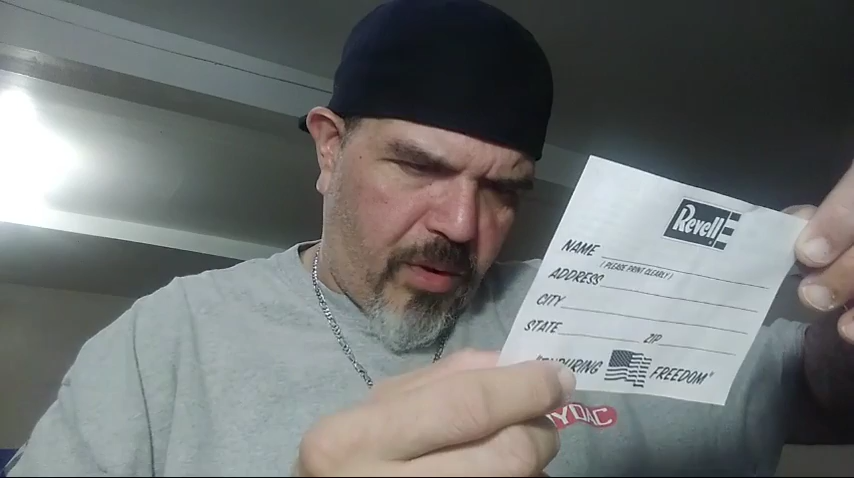 Revell
NAME
(PLEASE PRINT CLEARLY)
ADDRESS
CITY
STATE ZIP
FREEDOM"